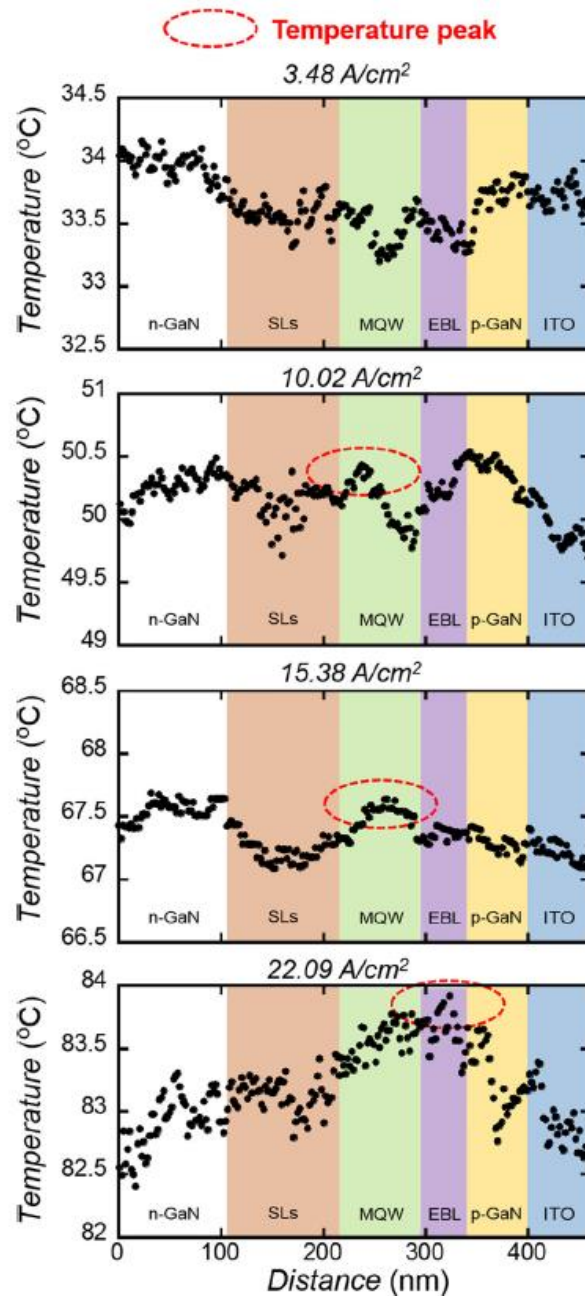 Temperature peak
3.48 A/cm²
34.5
34
33.5
33
32.5
Temperature (°C)
n-GaN SLs MQW EBL p-GaN ITO
10.02 A/cm²
51
50.5
50
49.5
49
Temperature (°C)
n-GaN SLs MQW EBL p-GaN ITO
15.38 A/cm²
68.5
68
67.5
67
66.5
Temperature (°C)
n-GaN SLs MQW EBL p-GaN ITO
22.09 A/cm²
84
83.5
83
82.5
82
Temperature (°C)
n-GaN SLs MQW EBL p-GaN ITO
0 100 200 300 400
Distance (nm)